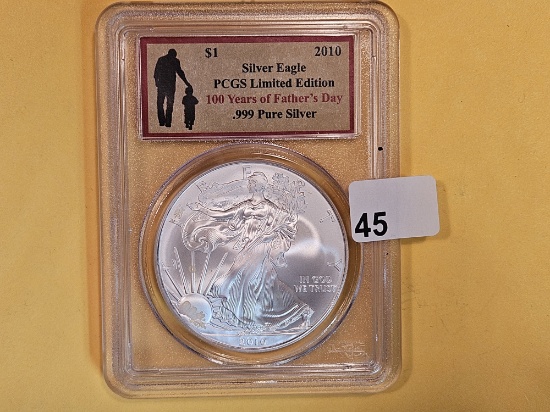 $1 2010
Silver Eagle
PCGS Limited Edition
100 Years of Father's Day
.999 Pure Silver
45
IN GOD
WE TRUST
2010